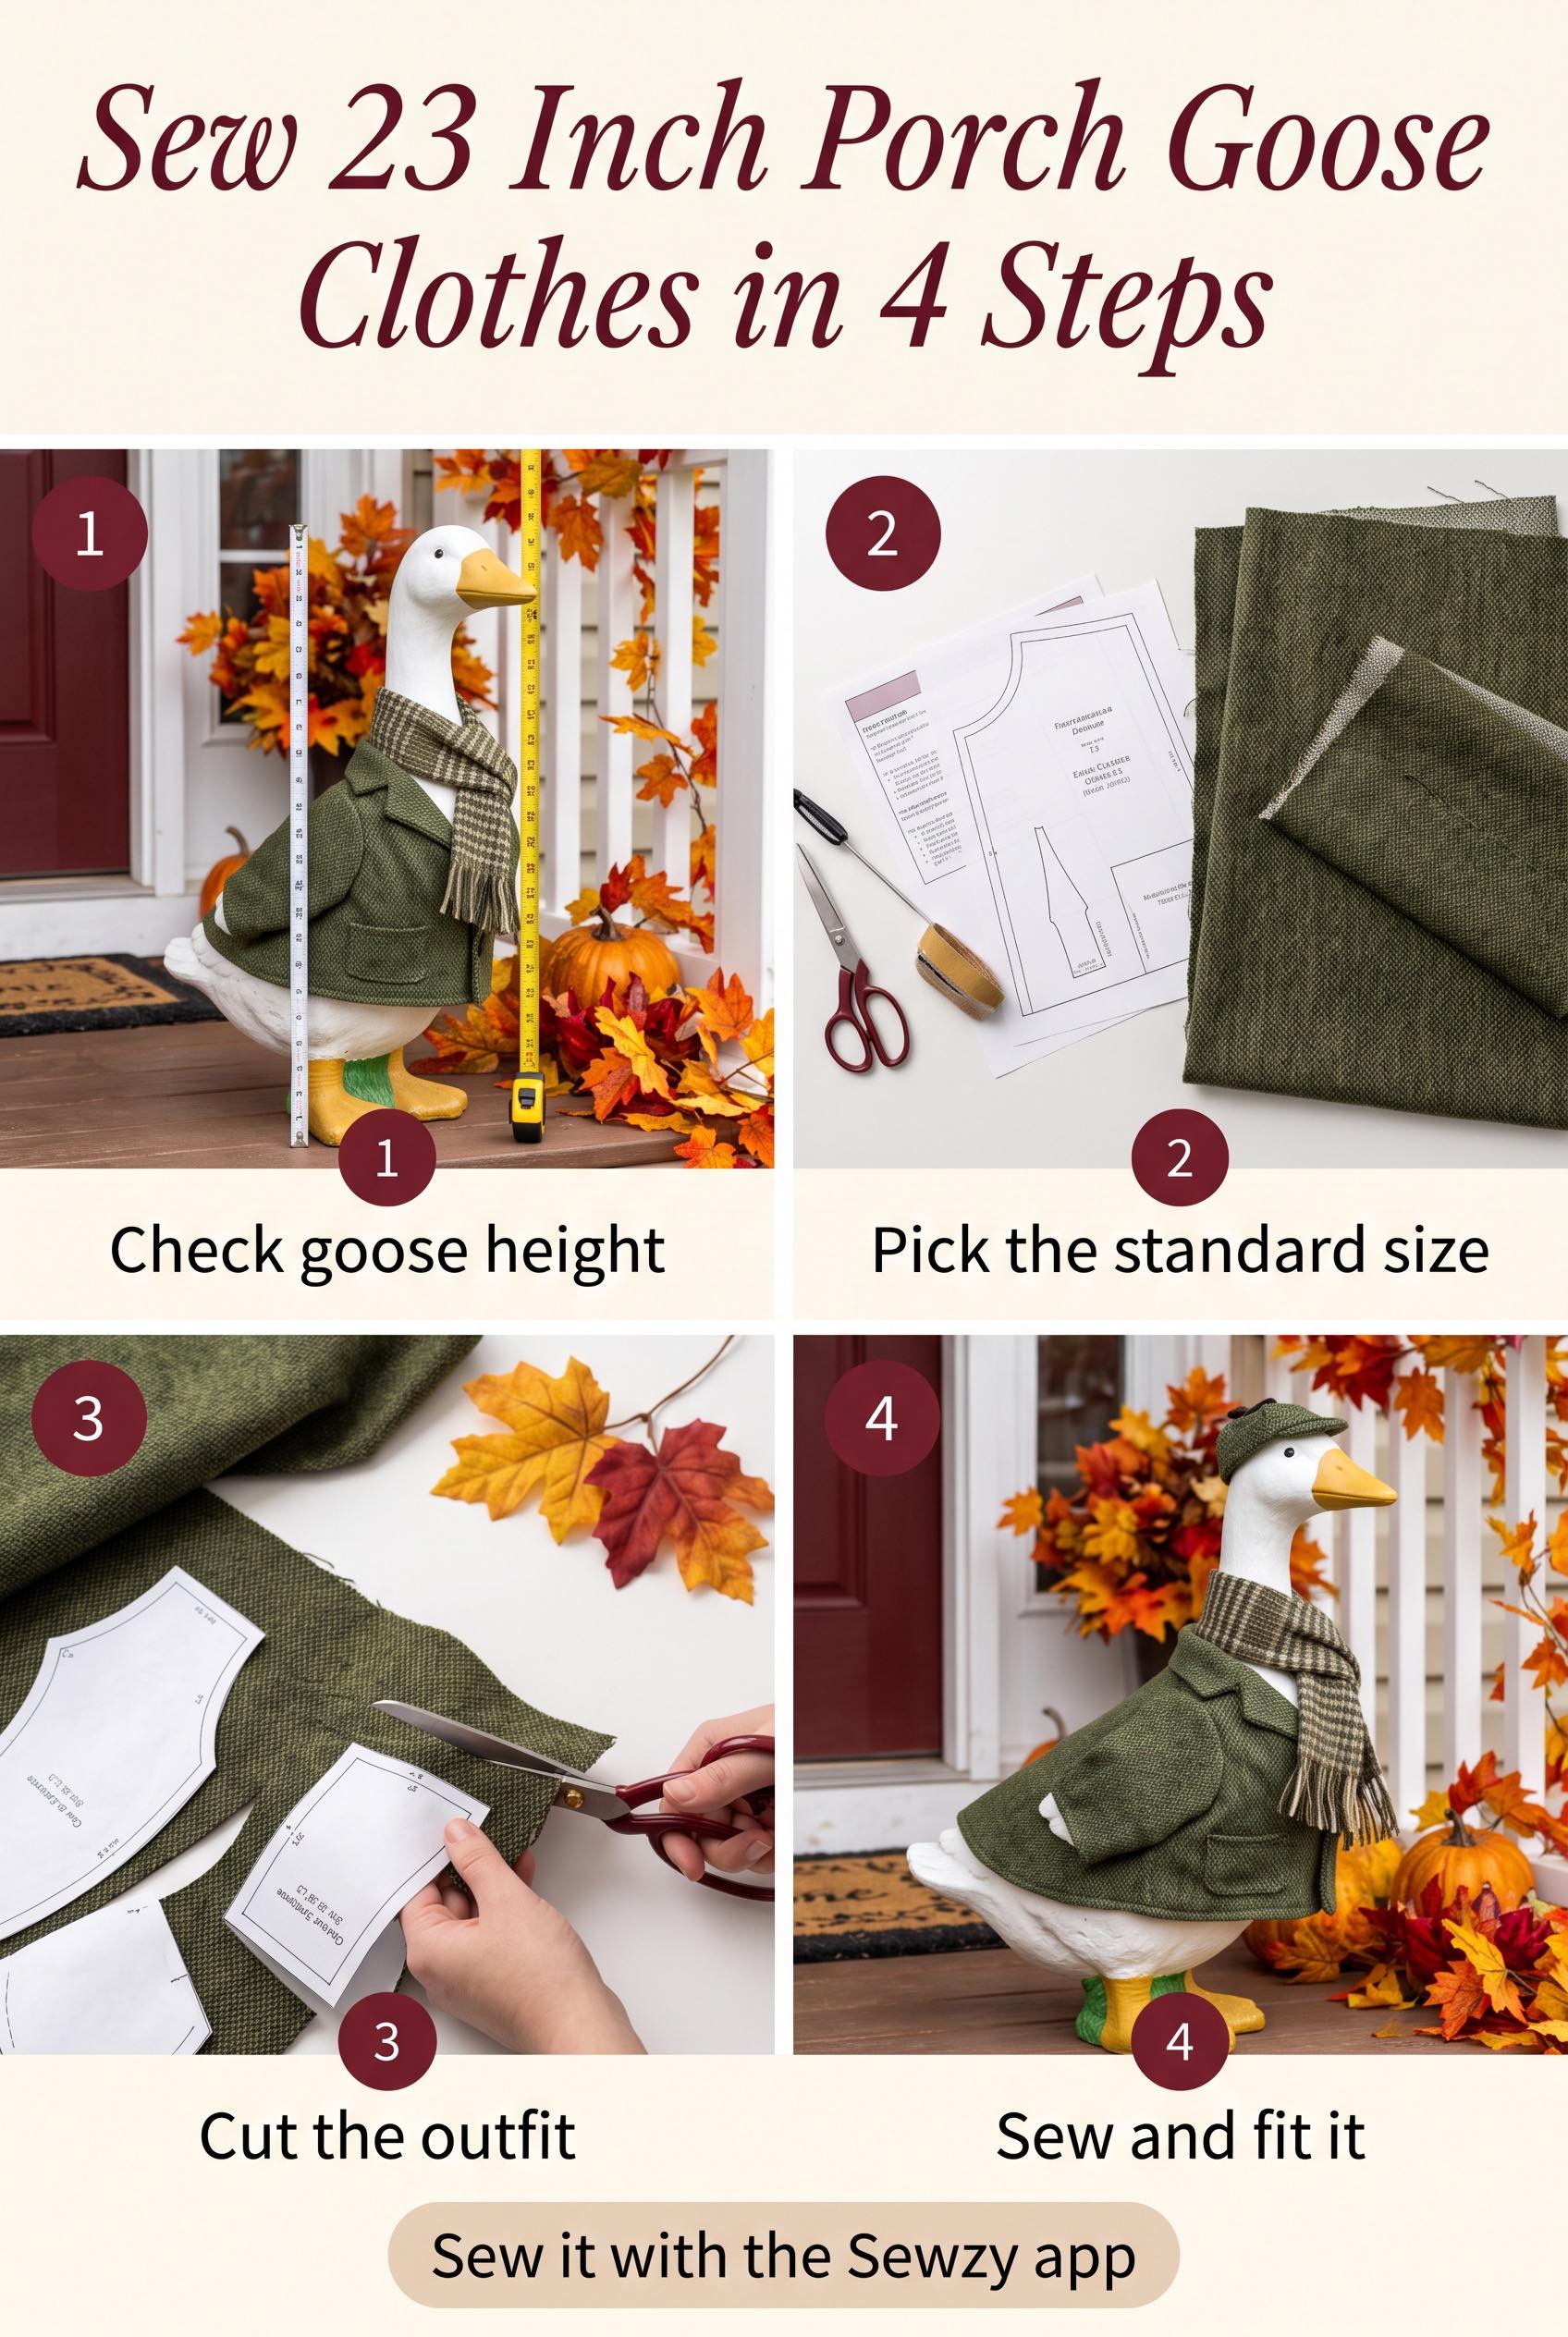 Sew 23 Inch Porch Goose
Clothes in 4 Steps
1
2
1
Check goose height
2
Pick the standard size
3
4
3
Cut the outfit
4
Sew and fit it
Sew it with the Sewzy app